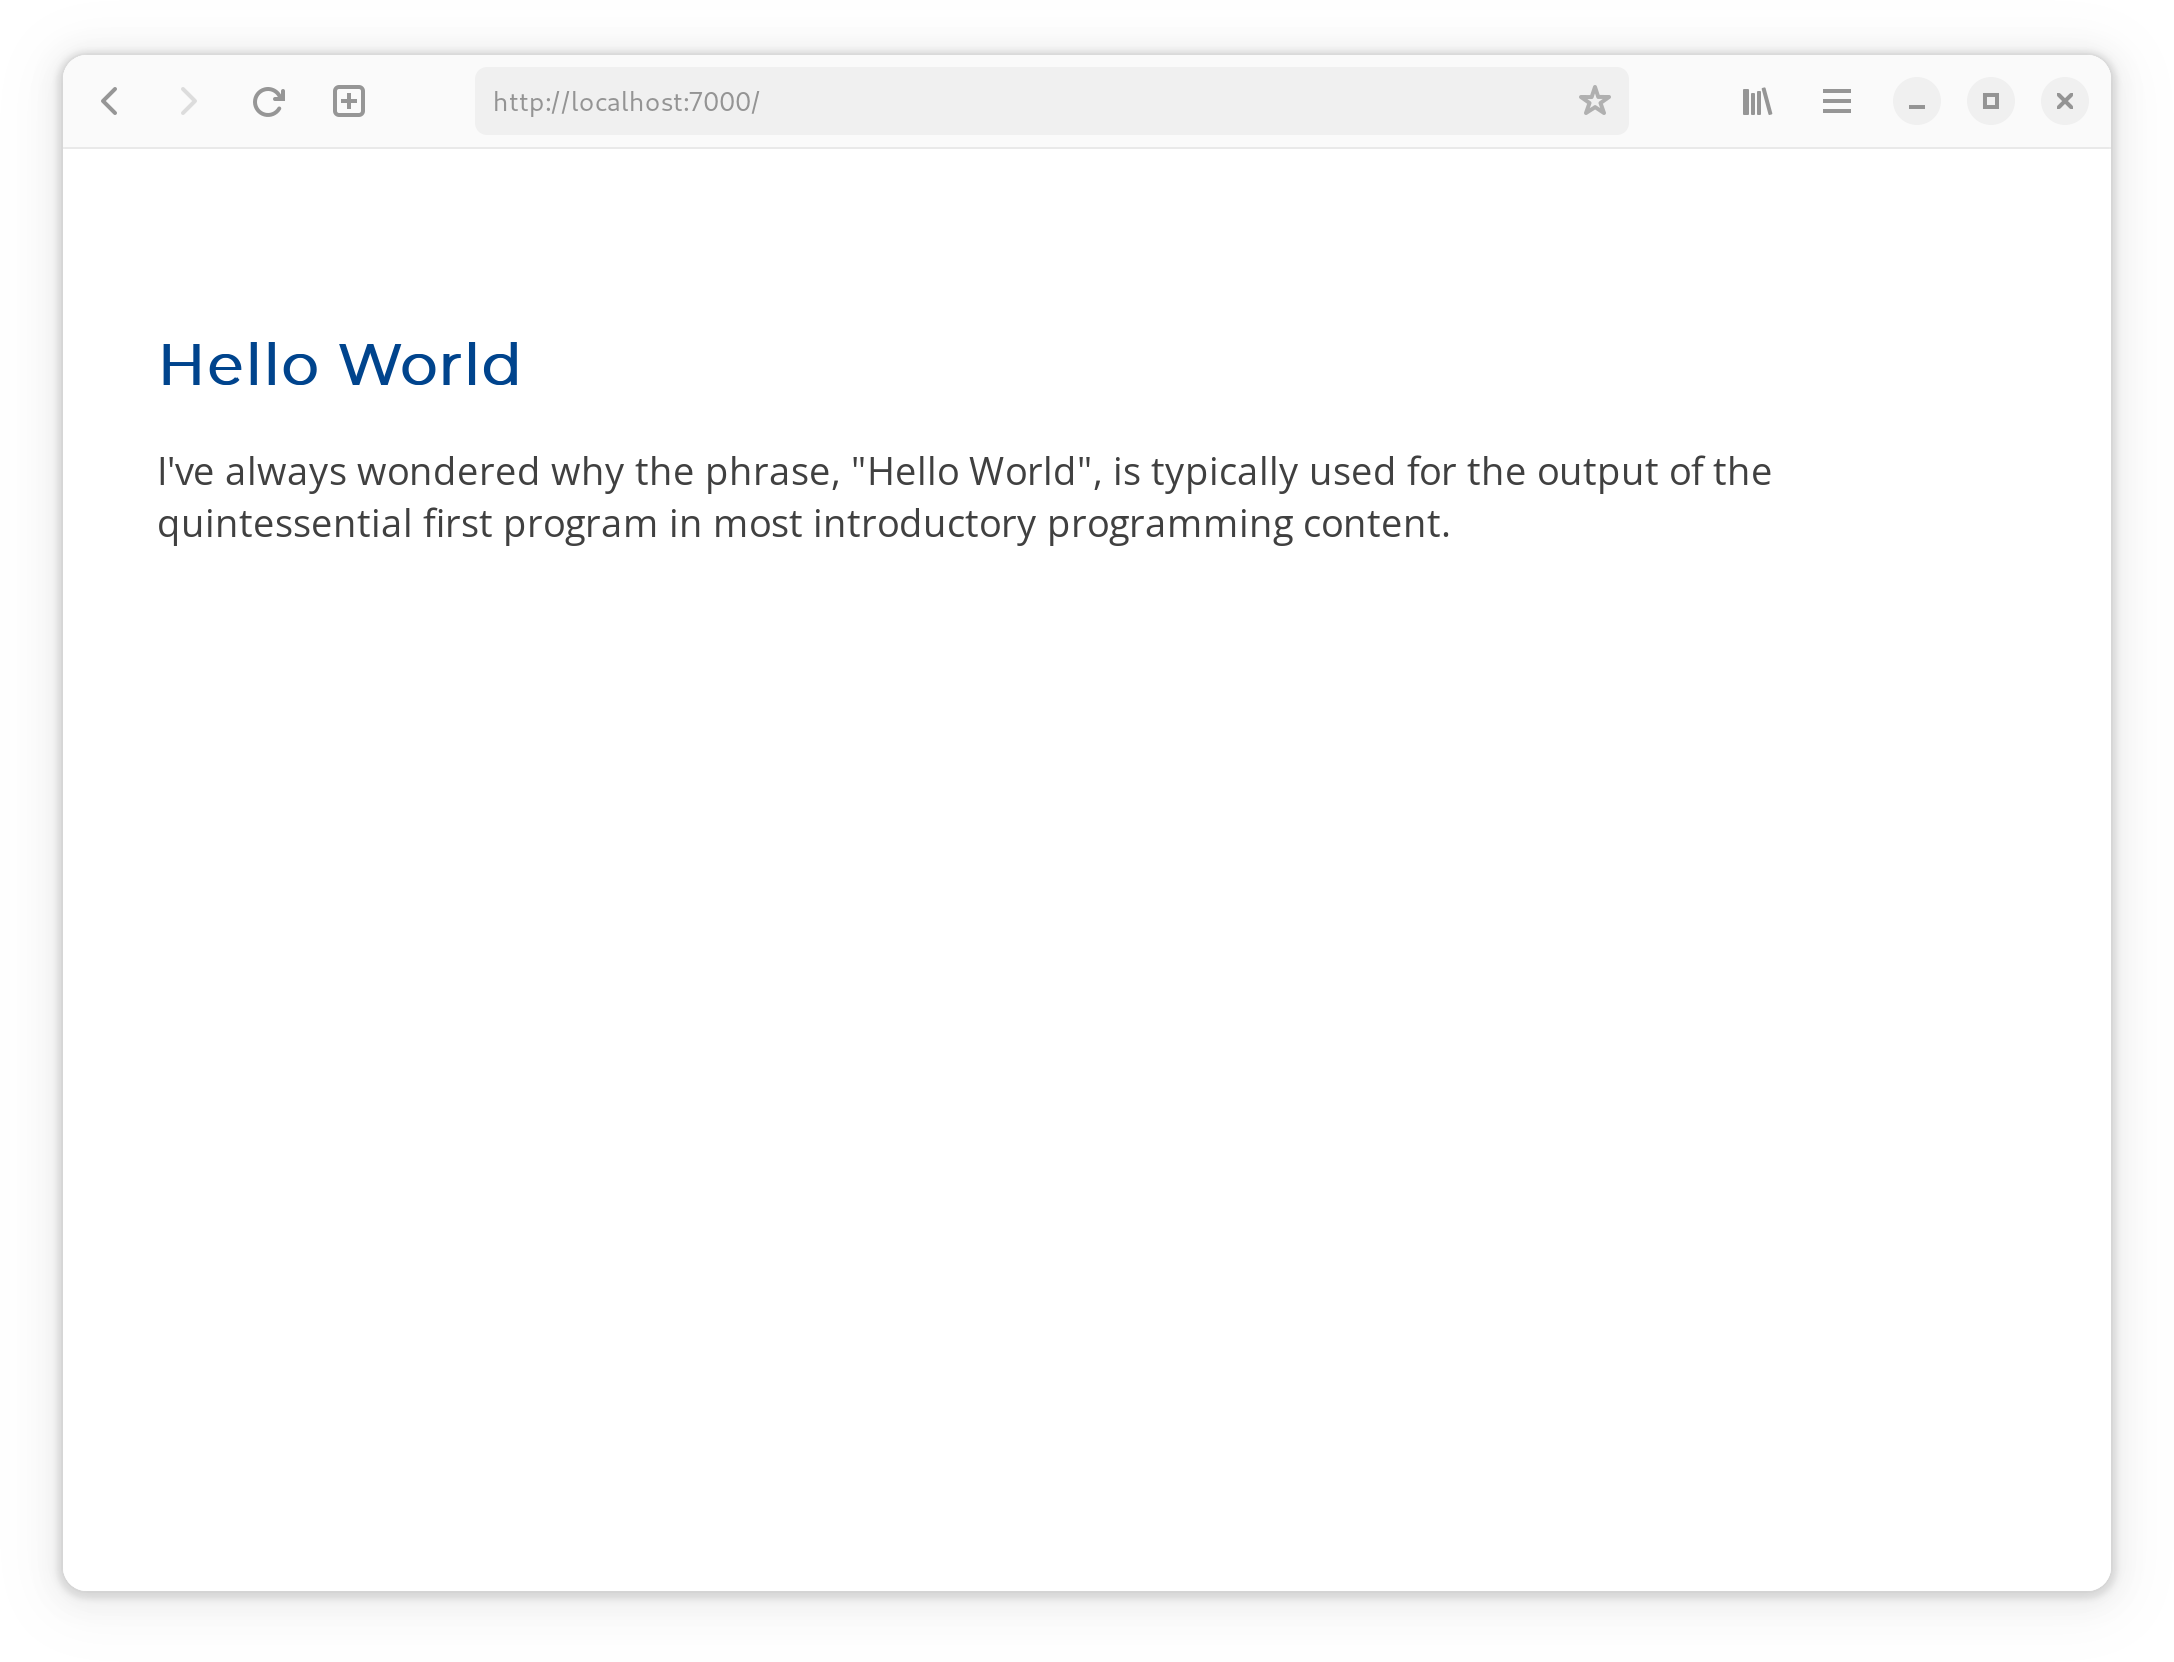 http://localhost:7000/
Hello World
I've always wondered why the phrase, "Hello World", is typically used for the output of the
quintessential first program in most introductory programming content.